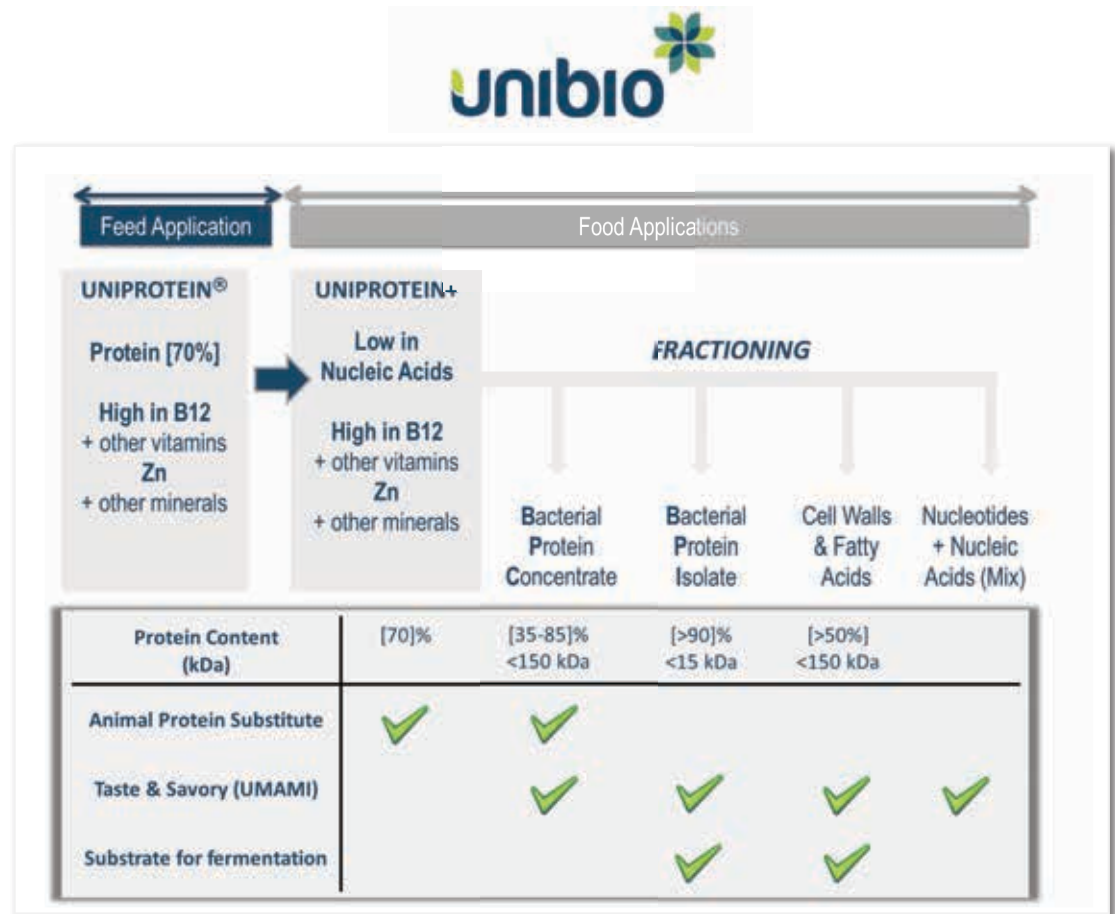 unibio
Feed Application
Food Applications
UNIPROTEIN®
Protein [70%]
High in B12
+ other vitamins
Zn
+ other minerals
UNIPROTEIN+
Low in
Nucleic Acids
High in B12
+ other vitamins
Zn
+ other minerals
FRACTIONING
Bacterial
Protein
Concentrate
Bacterial
Protein
Isolate
Cell Walls
& Fatty
Acids
Nucleotides
+ Nucleic
Acids (Mix)
Protein Content
(kDa)
[70]%
[35-85]%
<150 kDa
[>90]%
<15 kDa
[>50%]
<150 kDa
Animal Protein Substitute
Taste & Savory (UMAMI)
Substrate for fermentation